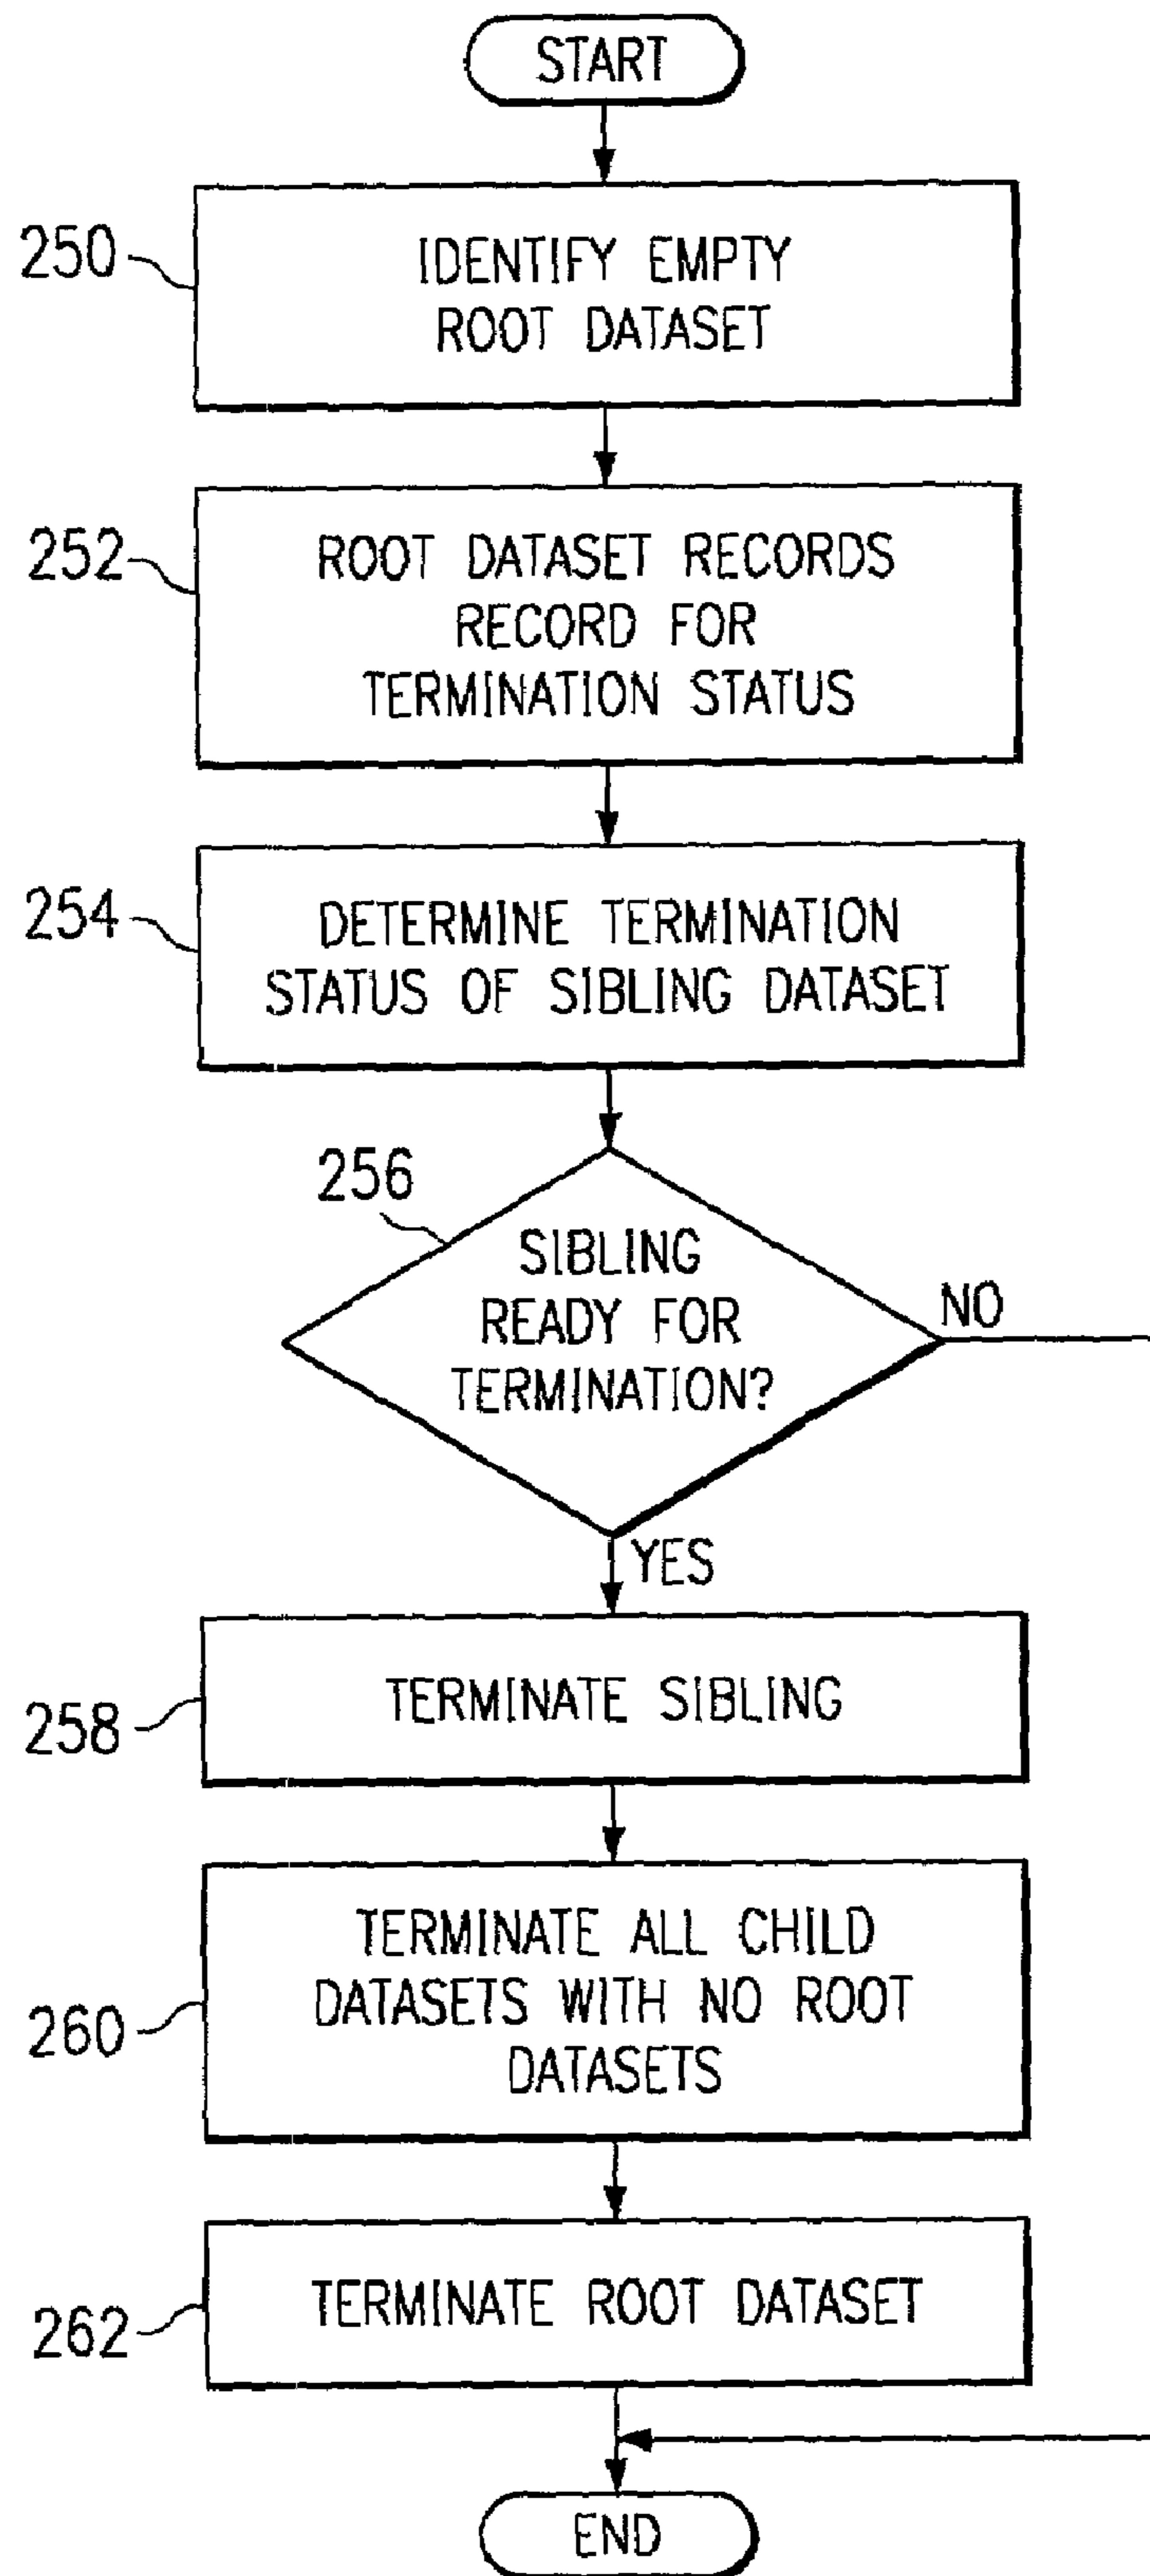 START
250
IDENTIFY EMPTY
ROOT DATASET
252
ROOT DATASET RECORDS
RECORD FOR
TERMINATION STATUS
254
DETERMINE TERMINATION
STATUS OF SIBLING DATASET
256
SIBLING
READY FOR
TERMINATION?
NO
YES
258
TERMINATE SIBLING
260
TERMINATE ALL CHILD
DATASETS WITH NO ROOT
DATASETS
262
TERMINATE ROOT DATASET
END